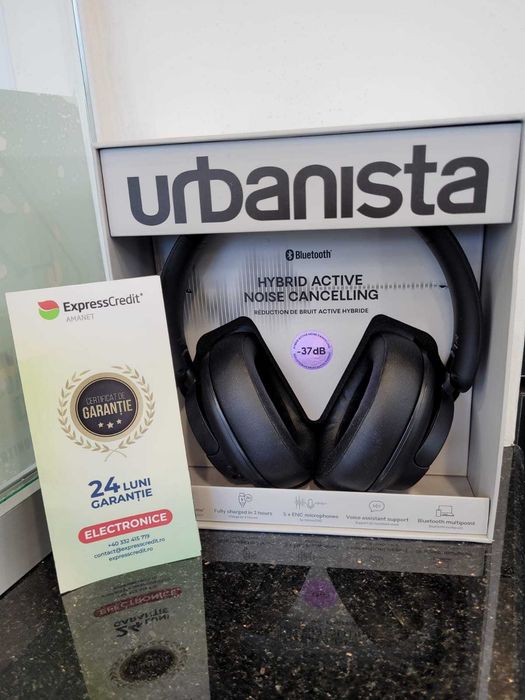 urbanista
Bluetooth®
HYBRID ACTIVE
NOISE CANCELLING
RÉDUCTION DE BRUIT ACTIVE HYBRIDE
-37dB
Fully charged in 2 hours
5 x ENC microphones
Voice assistant support
Bluetooth multipoint
ExpressCredit®
AMANET
CERTIFICAT DE
GARANȚIE
24 LUNI
GARANȚIE
ELECTRONICE
+40 332 415 719
contact@expresscredit.ro
expresscredit.ro